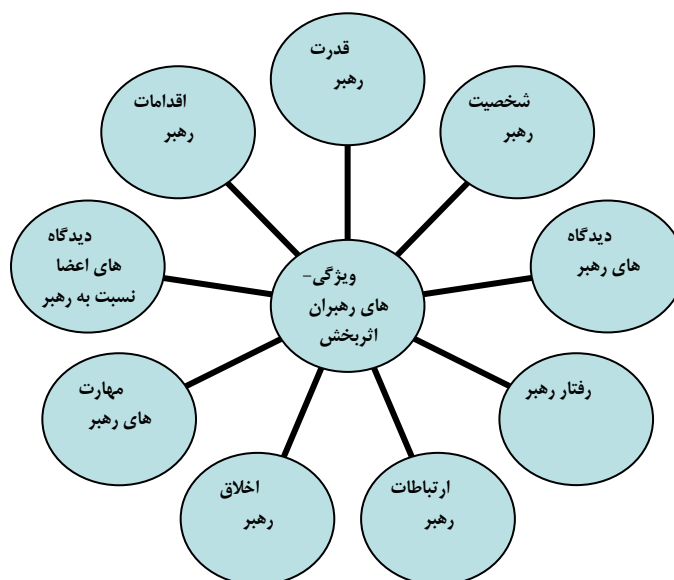 قدرت
رهبر
شخصیت
رهبر
دیدگاه
های رهبر
رفتار رهبر
ارتباطات
رهبر
اخلاق
رهبر
مهارت
های رهبر
دیدگاه
های اعضا
نسبت به رهبر
اقدامات
رهبر
ویژگی-
های رهبران
اثربخش